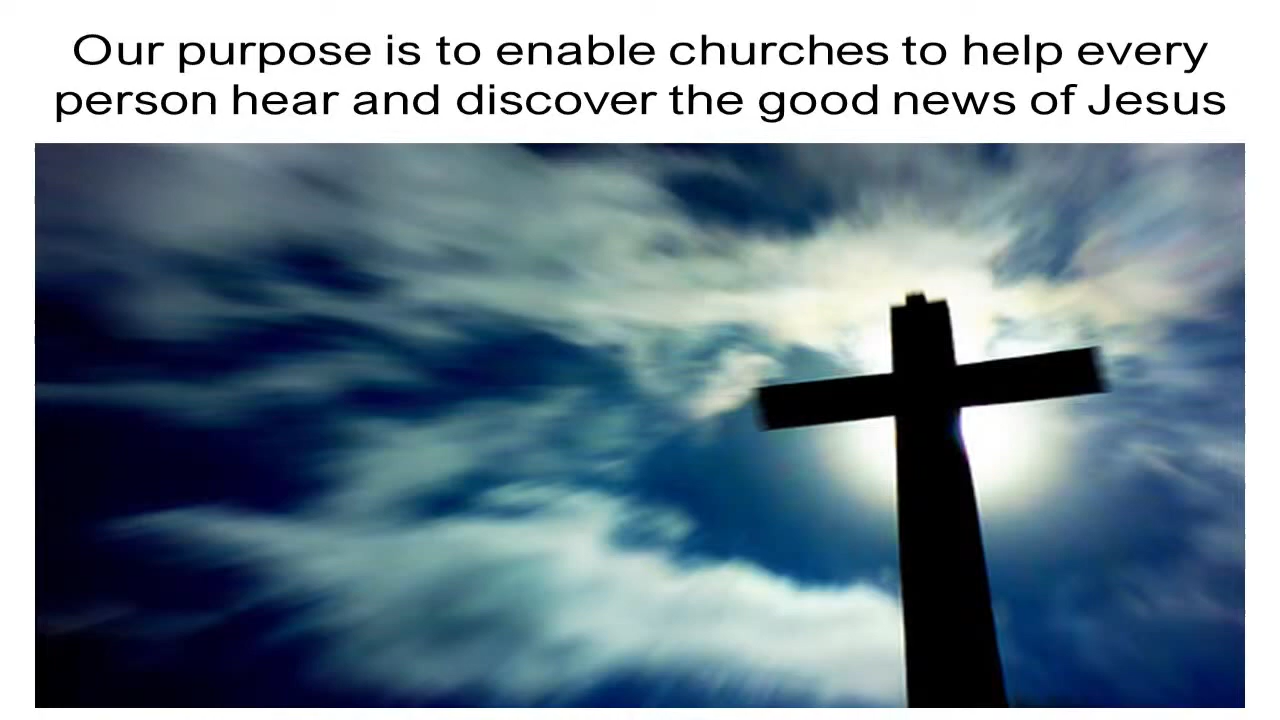 Our purpose is to enable churches to help every
person hear and discover the good news of Jesus